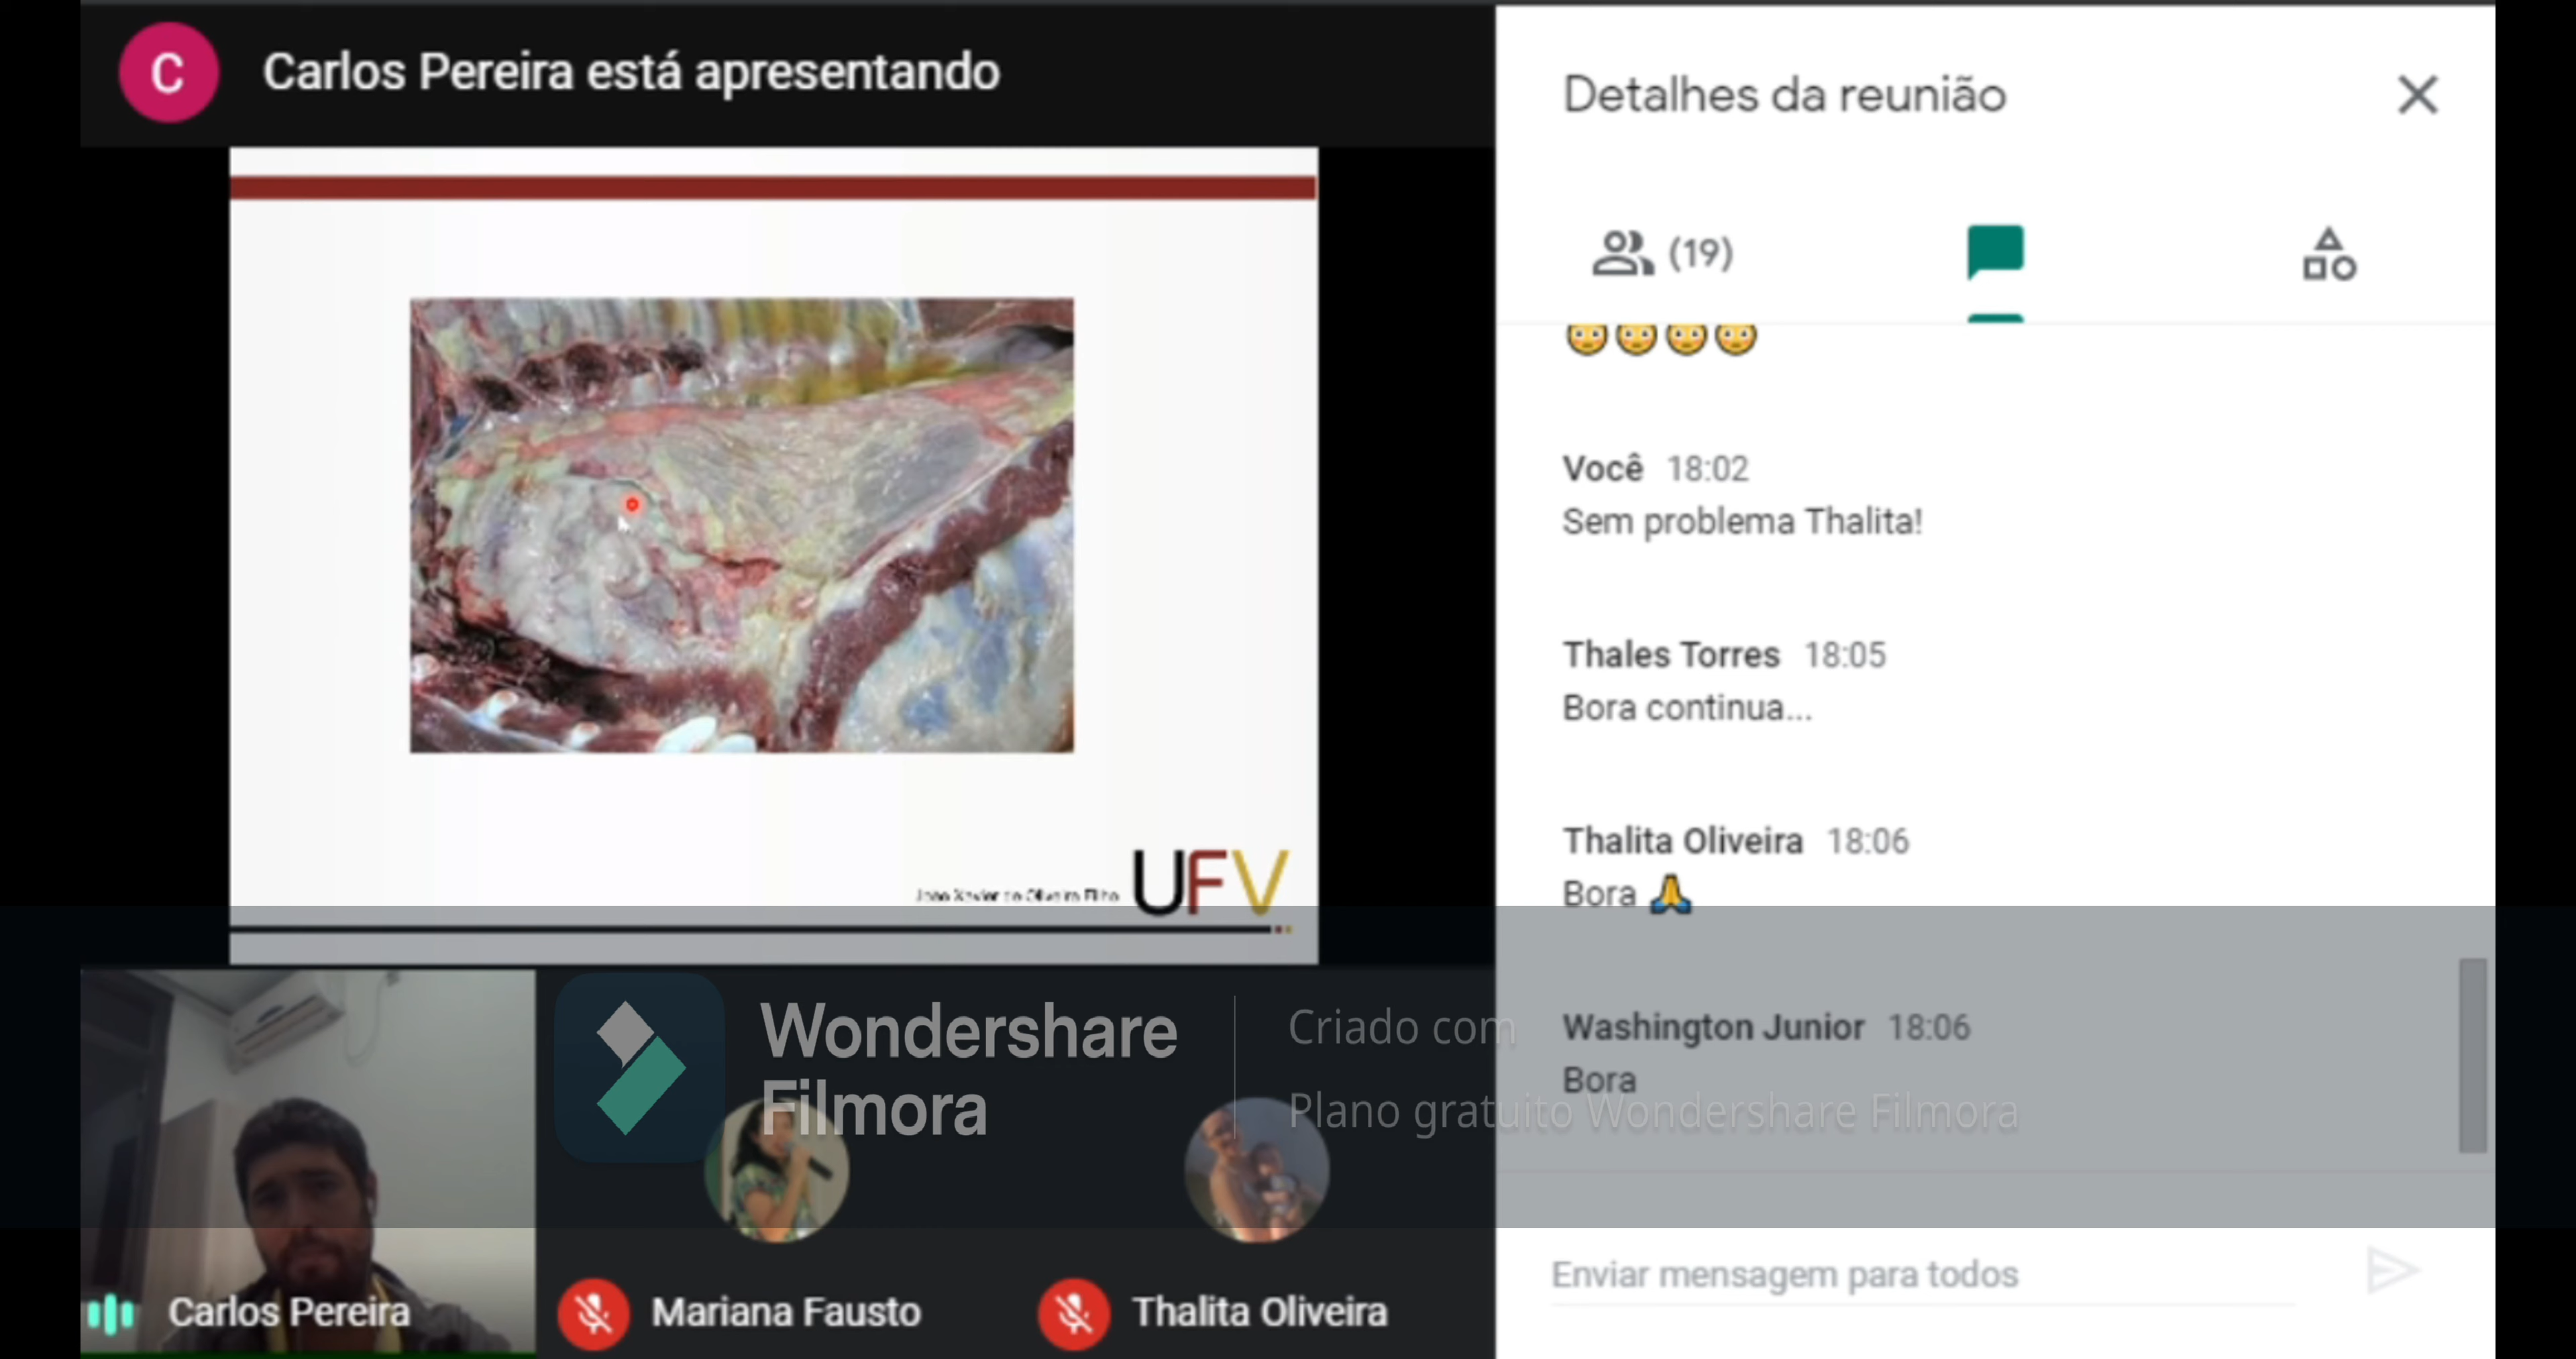 C
Carlos Pereira está apresentando
UFV
Carlos Pereira
Mariana Fausto
Thalita Oliveira
Detalhes da reunião
(19)
😳😳😳😳
Você 18:02
Sem problema Thalita!
Thales Torres 18:05
Bora continua...
Thalita Oliveira 18:06
Bora 🙏
Washington Junior 18:06
Bora
Enviar mensagem para todos
Wondershare
Filmora
Criado com
Plano gratuito Wondershare Filmora